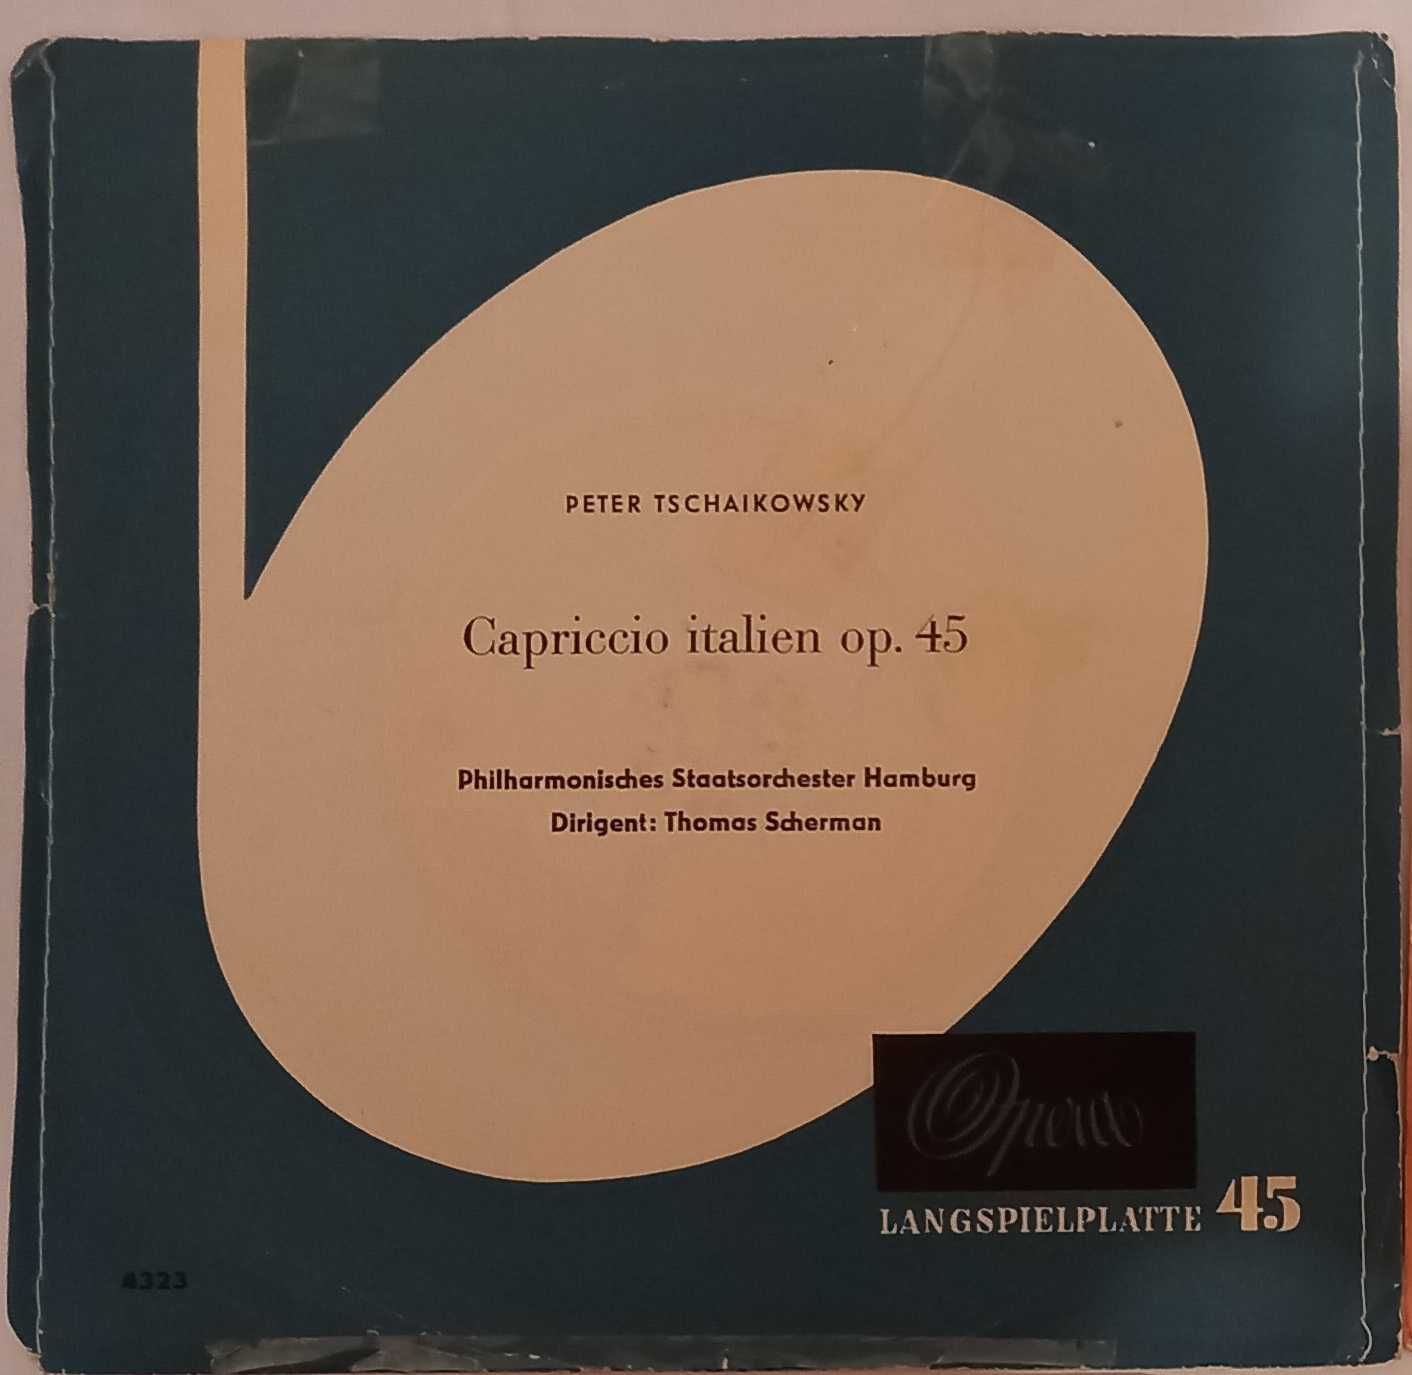 PETER TSCHAIKOWSKY
Capriccio italien op. 45
Philharmonisches Staatsorchester Hamburg
Dirigent: Thomas Scherman
Opera
LANGSPIELPLATTE 45
4323